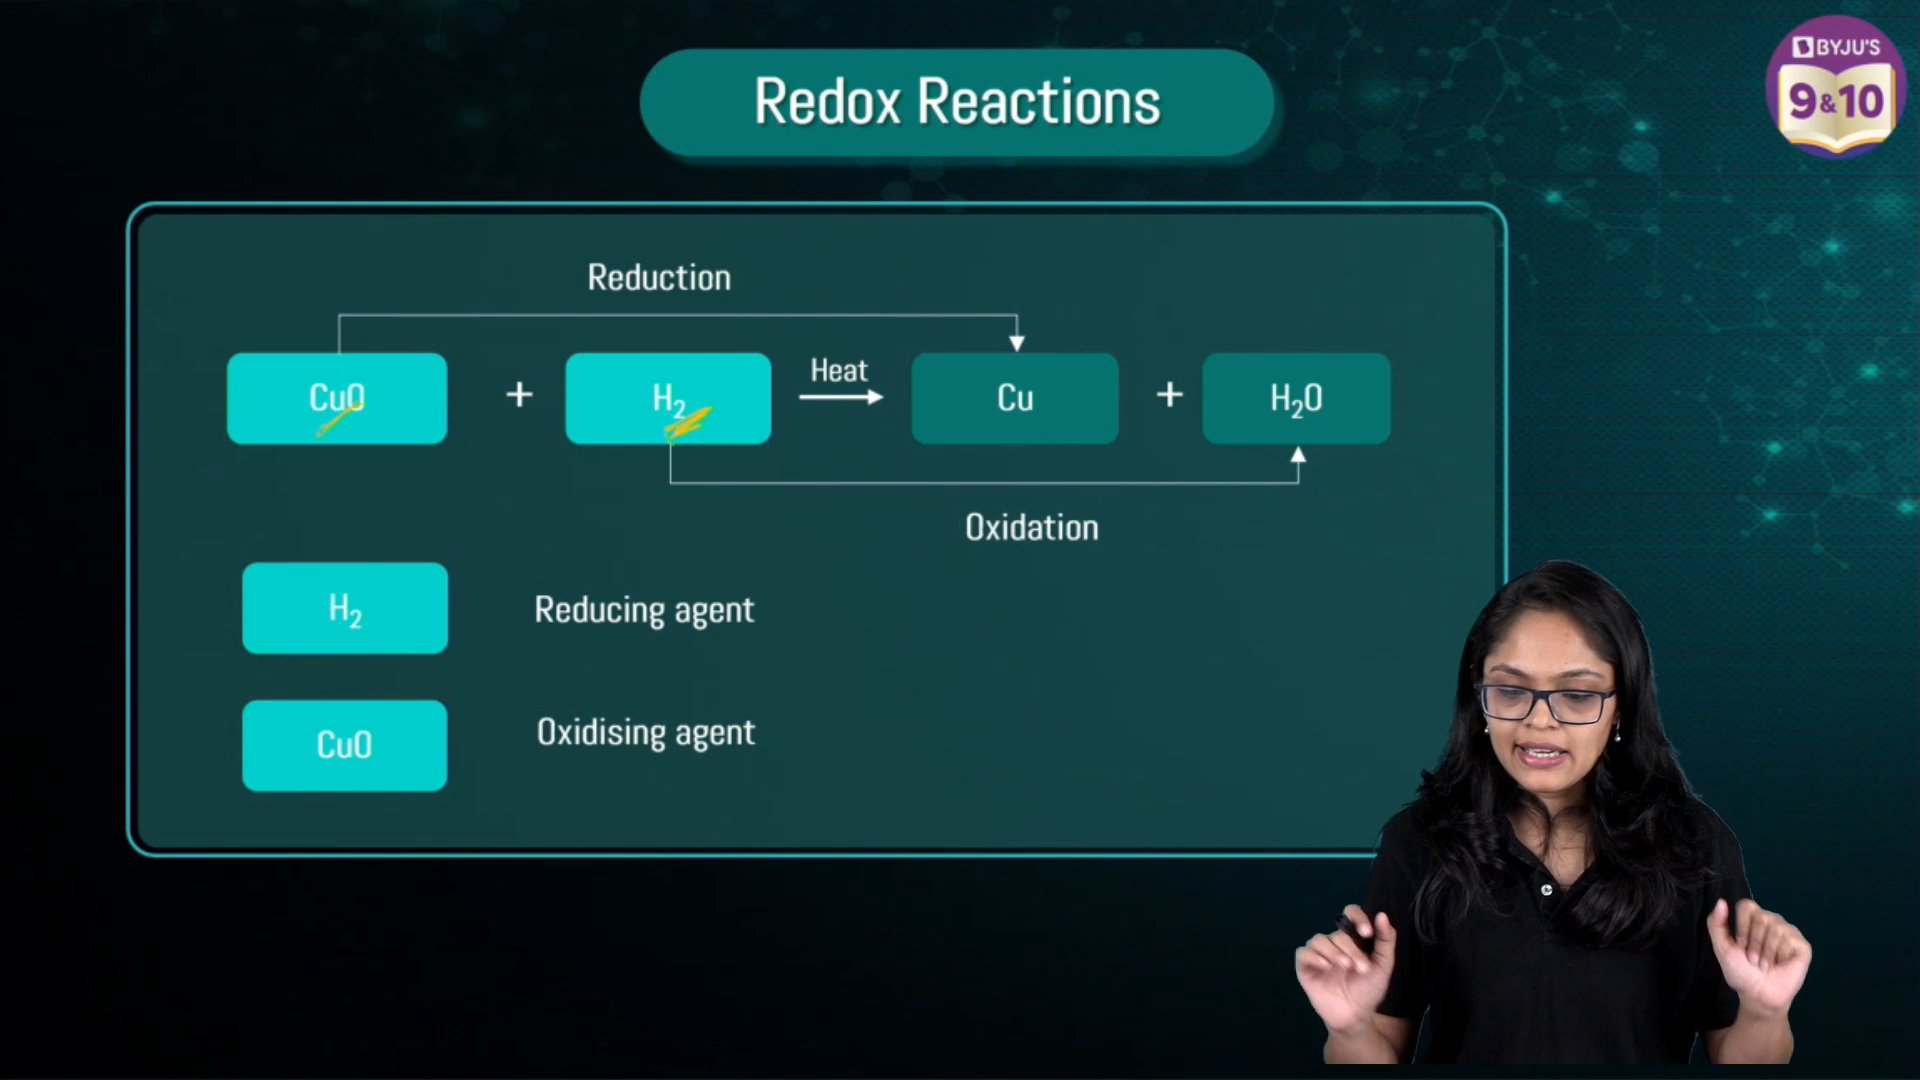 Redox Reactions
BYJU'S
9&10
Reduction
CuO + H₂ Heat Cu + H₂O
Oxidation
H₂ Reducing agent
CuO Oxidising agent